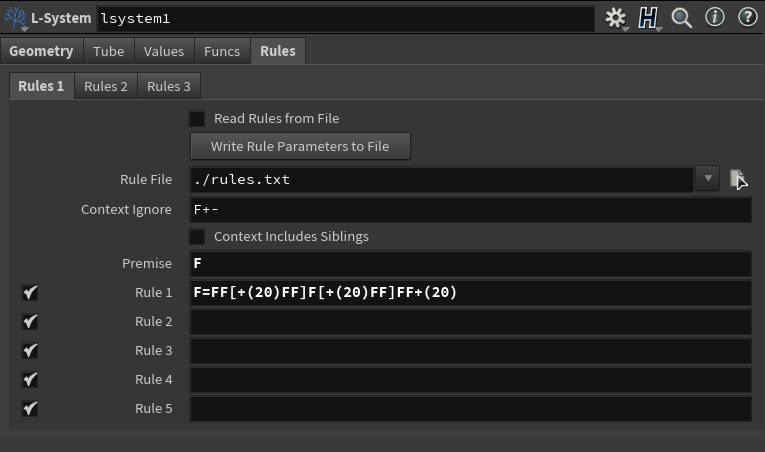 L-System lsystem1
Geometry Tube Values Funcs Rules
Rules 1 Rules 2 Rules 3
Read Rules from File
Write Rule Parameters to File
Rule File ./rules.txt
Context Ignore F+-
Context Includes Siblings
Premise F
Rule 1 F=FF[+(20)FF]F[+(20)FF]FF+(20)
Rule 2
Rule 3
Rule 4
Rule 5